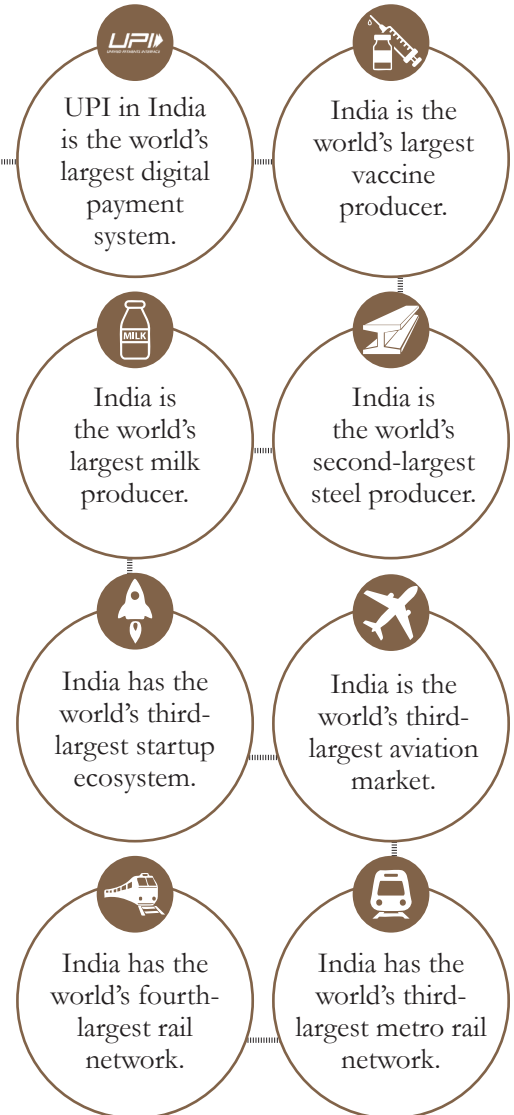 UPI
UNIFIED PAYMENTS INTERFACE
UPI in India
is the world's
largest digital
payment
system.
India is the
world's largest
vaccine
producer.
MILK
India is
the world's
largest milk
producer.
India is
the world's
second-largest
steel producer.
India has the
world's third-
largest startup
ecosystem.
India is the
world's third-
largest aviation
market.
India has the
world's fourth-
largest rail
network.
India has the
world's third-
largest metro rail
network.